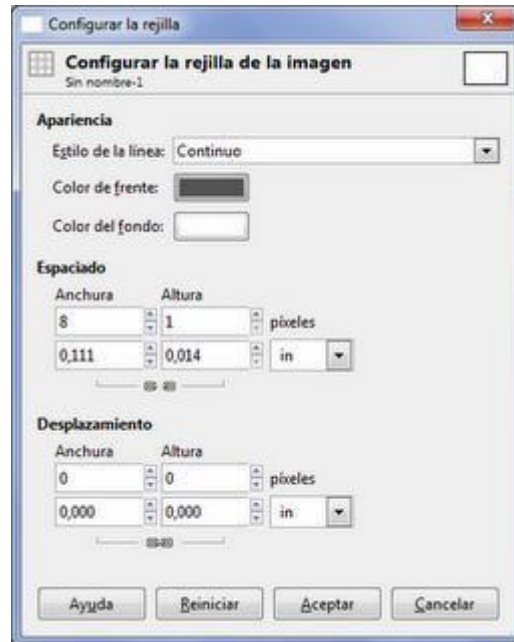 Configurar la rejilla
Configurar la rejilla de la imagen
Sin nombre-1
Apariencia
Estilo de la línea: Continuo
Color de frente:
Color del fondo:
Espaciado
Anchura Altura
8 1 píxeles
0,111 0,014 in
Desplazamiento
Anchura Altura
0 0 píxeles
0,000 0,000 in
Ayuda Reiniciar Aceptar Cancelar